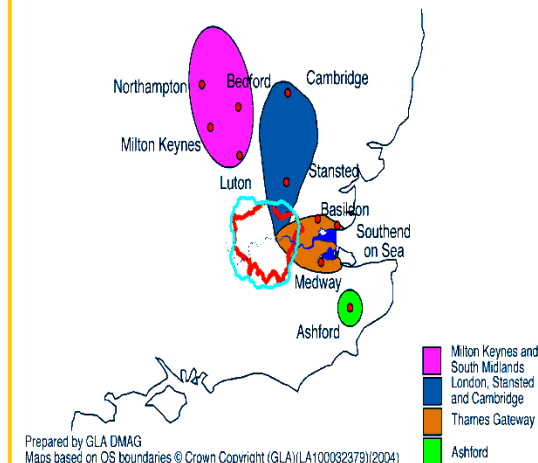 Northampton
Bedford
Cambridge
Milton Keynes
Luton
Stansted
Basildon
Southend
on Sea
Medway
Ashford
Milton Keynes and
South Midlands
London, Stansted
and Cambridge
Thames Gateway
Ashford
Prepared by GLA DMAG
Maps based on OS boundaries © Crown Copyright (GLA)(LA100032379)(2004)